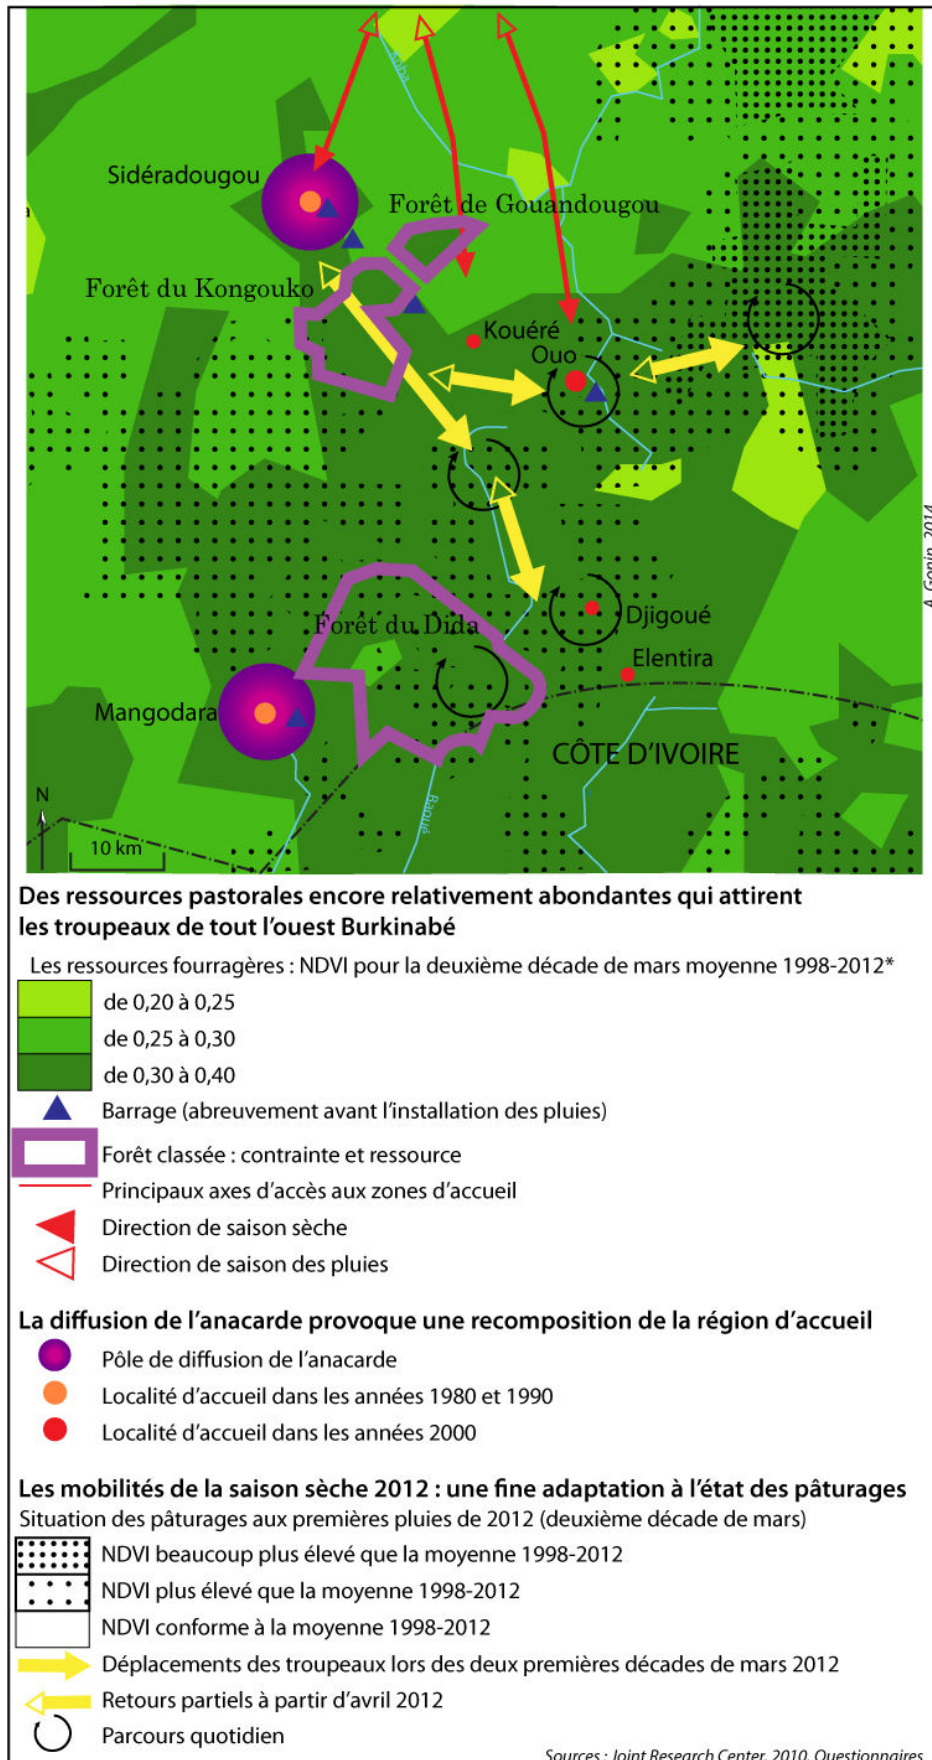 Koba
Sidéradougou
Forêt de Gouandougou
Forêt du Kongouko
Kouéré
Ouo
A. Gonin, 2014
Forêt du Dida
Djigoué
Elentira
Mangodara
CÔTE D'IVOIRE
Baoué
N
10 km
Des ressources pastorales encore relativement abondantes qui attirent
les troupeaux de tout l'ouest Burkinabé
Les ressources fourragères : NDVI pour la deuxième décade de mars moyenne 1998-2012*
de 0,20 à 0,25
de 0,25 à 0,30
de 0,30 à 0,40
Barrage (abreuvement avant l'installation des pluies)
Forêt classée : contrainte et ressource
Principaux axes d'accès aux zones d'accueil
Direction de saison sèche
Direction de saison des pluies
La diffusion de l'anacarde provoque une recomposition de la région d'accueil
Pôle de diffusion de l'anacarde
Localité d'accueil dans les années 1980 et 1990
Localité d'accueil dans les années 2000
Les mobilités de la saison sèche 2012 : une fine adaptation à l'état des pâturages
Situation des pâturages aux premières pluies de 2012 (deuxième décade de mars)
NDVI beaucoup plus élevé que la moyenne 1998-2012
NDVI plus élevé que la moyenne 1998-2012
NDVI conforme à la moyenne 1998-2012
Déplacements des troupeaux lors des deux premières décades de mars 2012
Retours partiels à partir d'avril 2012
Parcours quotidien
Sources : Joint Research Center, 2010, Questionnaires